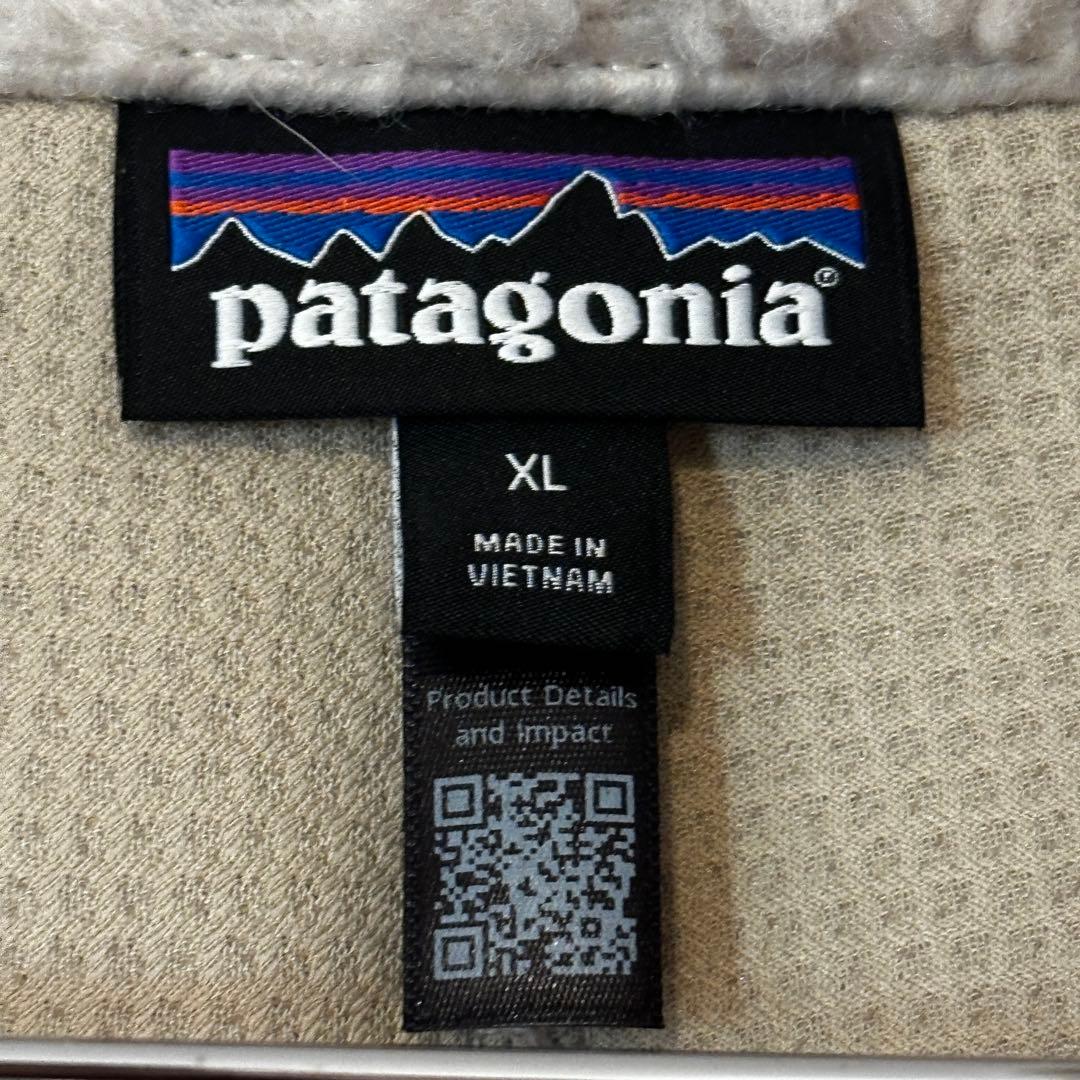 patagonia®
XL
MADE IN
VIETNAM
Product Details
and Impact